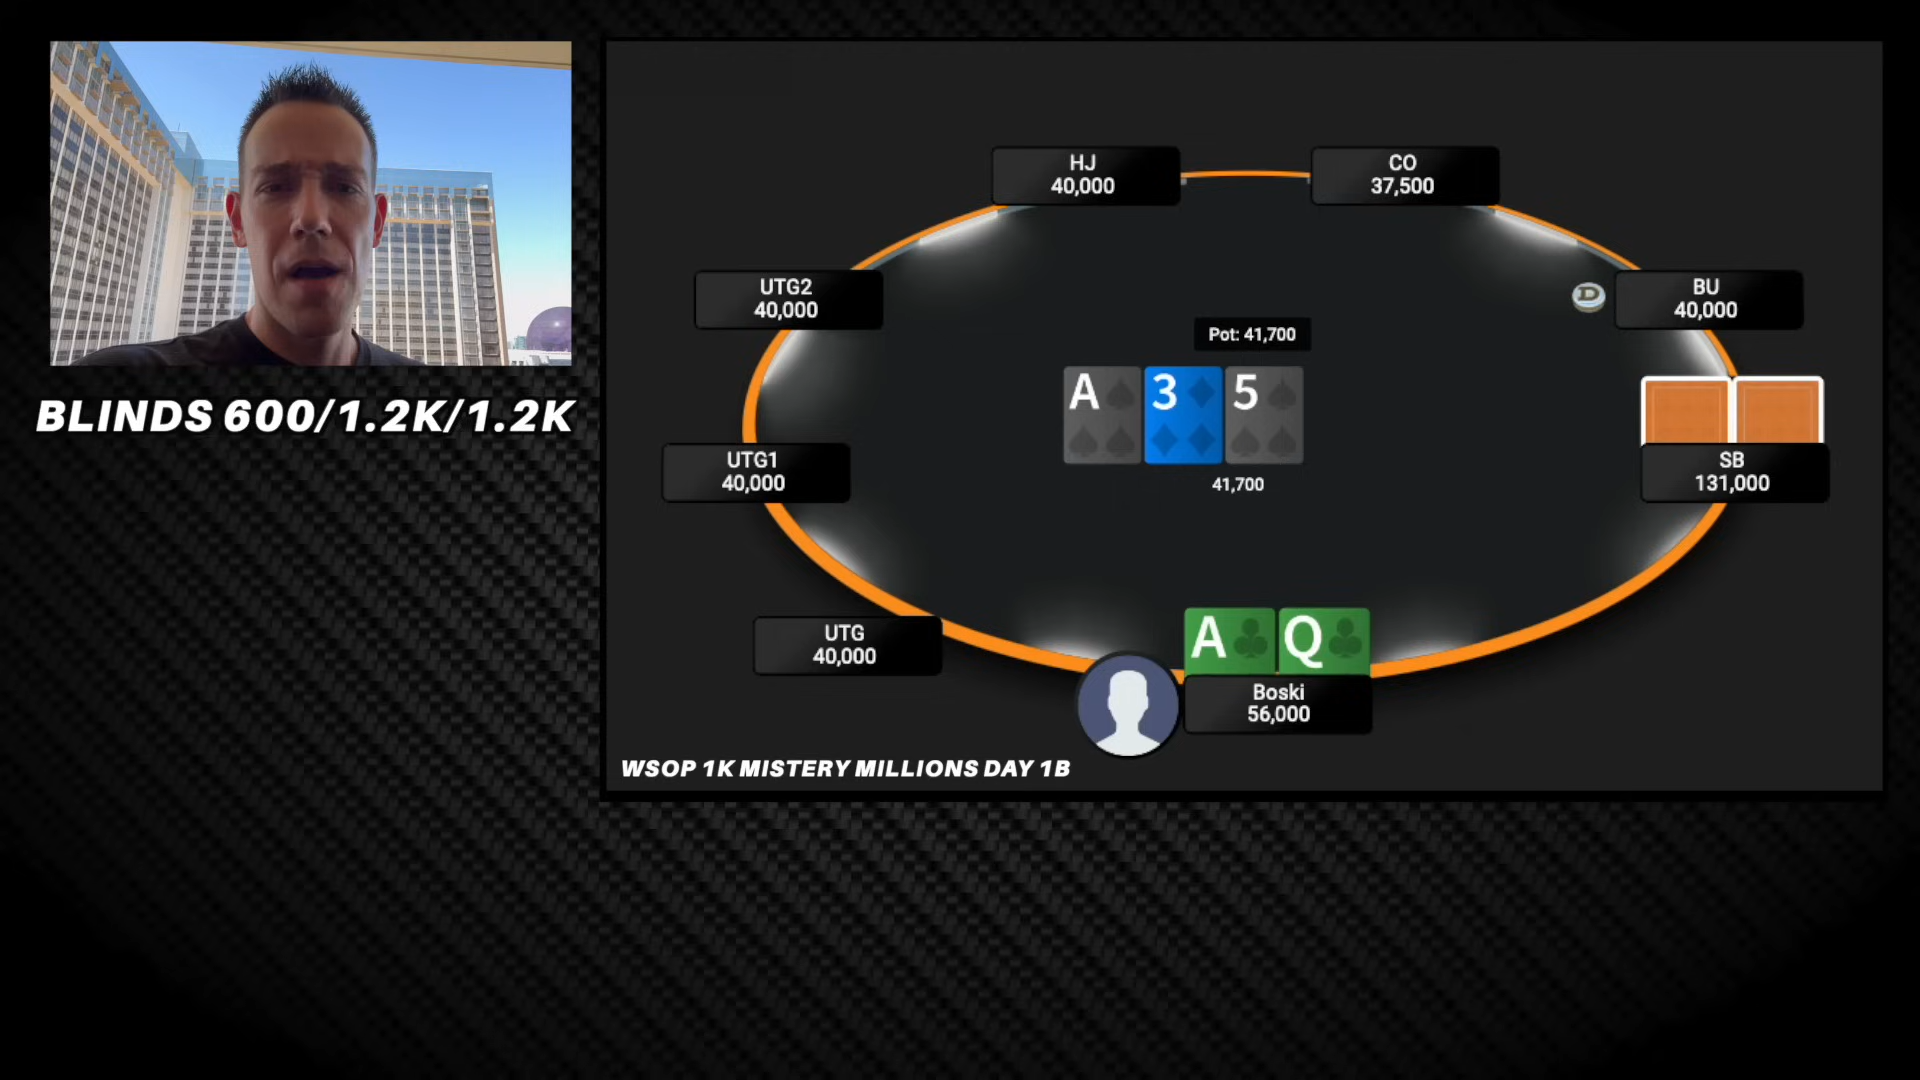 HJ
40,000
CO
37,500
UTG2
40,000
D
BU
40,000
Pot: 41,700
A
3
5
BLINDS 600/1.2K/1.2K
UTG1
40,000
SB
131,000
41,700
UTG
40,000
A
Q
Boski
56,000
WSOP 1K MISTERY MILLIONS DAY 1B